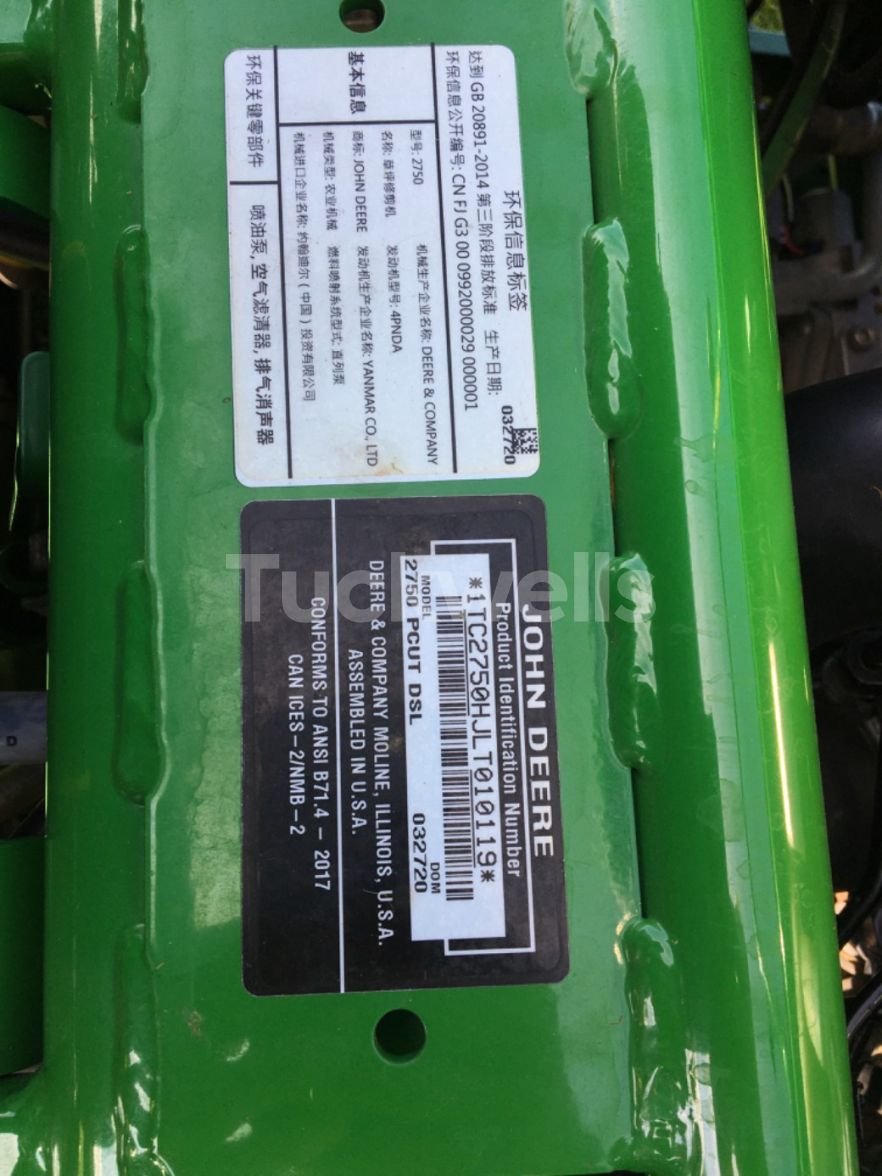 环保信息标签
达到 GB 20891-2014 第三阶段排放标准 生产日期: 032720
环保信息公开编号: CN FJ G3 00 0992000029 000001
基本信息
型号: 2750 机械生产企业名称: DEERE & COMPANY
名称: 草坪修剪机 发动机型号: 4PNDA
商标: JOHN DEERE 发动机生产企业名称: YANMAR CO., LTD
机械类型: 农业机械 燃料喷射系统型式: 直列泵
机械进口企业名称: 约翰迪尔(中国)投资有限公司
环保关键零部件 喷油泵, 空气滤清器, 排气消声器
JOHN DEERE
Product Identification Number
*1TC2750HJLT010119*
MODEL DOM
2750 PCUT DSL 032720
DEERE & COMPANY MOLINE, ILLINOIS, U.S.A.
ASSEMBLED IN U.S.A.
CONFORMS TO ANSI B71.4 – 2017
CAN ICES-2/NMB-2
Tuckwells